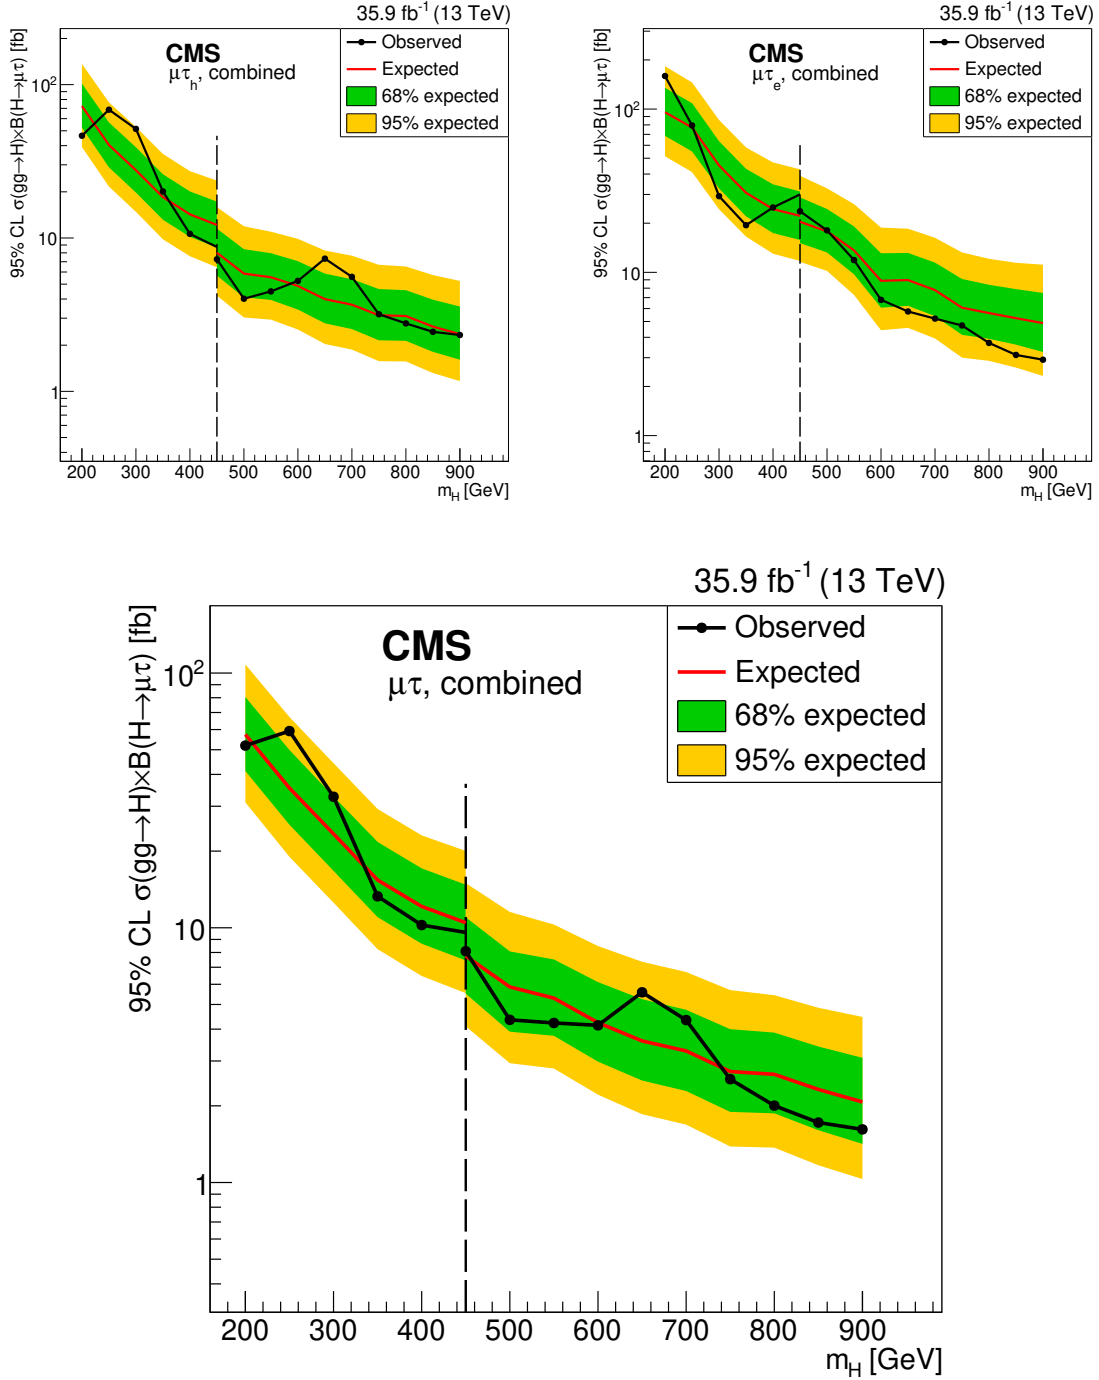 35.9 fb⁻¹ (13 TeV)
95% CL σ(gg→H)×B(H→μτ) [fb]
CMS
μτₕ, combined
Observed
Expected
68% expected
95% expected
10²
10
1
200 300 400 500 600 700 800 900
m_H [GeV]
35.9 fb⁻¹ (13 TeV)
95% CL σ(gg→H)×B(H→μτ) [fb]
CMS
μτₑ, combined
Observed
Expected
68% expected
95% expected
10²
10
1
200 300 400 500 600 700 800 900
m_H [GeV]
35.9 fb⁻¹ (13 TeV)
95% CL σ(gg→H)×B(H→μτ) [fb]
CMS
μτ, combined
Observed
Expected
68% expected
95% expected
10²
10
1
200 300 400 500 600 700 800 900
m_H [GeV]